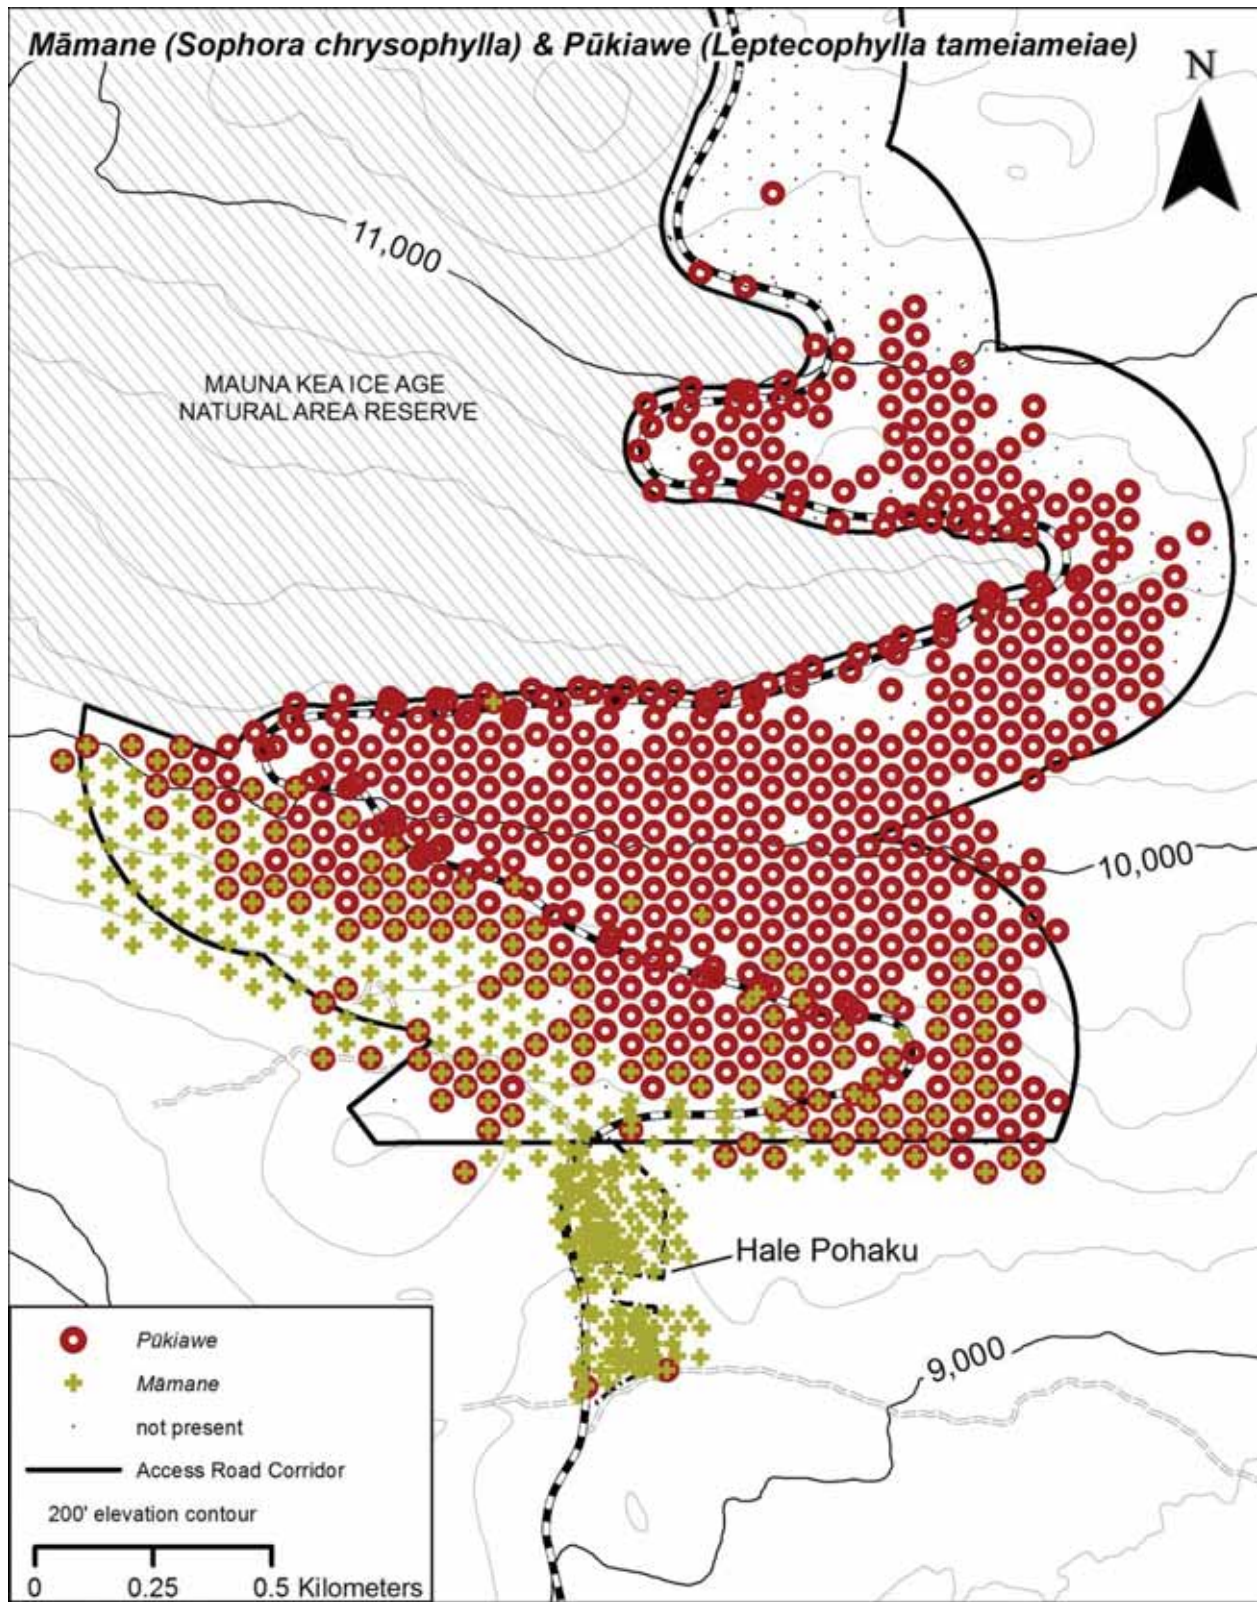 Māmane (Sophora chrysophylla) & Pūkiawe (Leptecophylla tameiameiae)
N
11,000
MAUNA KEA ICE AGE
NATURAL AREA RESERVE
10,000
Hale Pohaku
9,000
Pūkiawe
Māmane
not present
Access Road Corridor
200' elevation contour
0 0.25 0.5 Kilometers